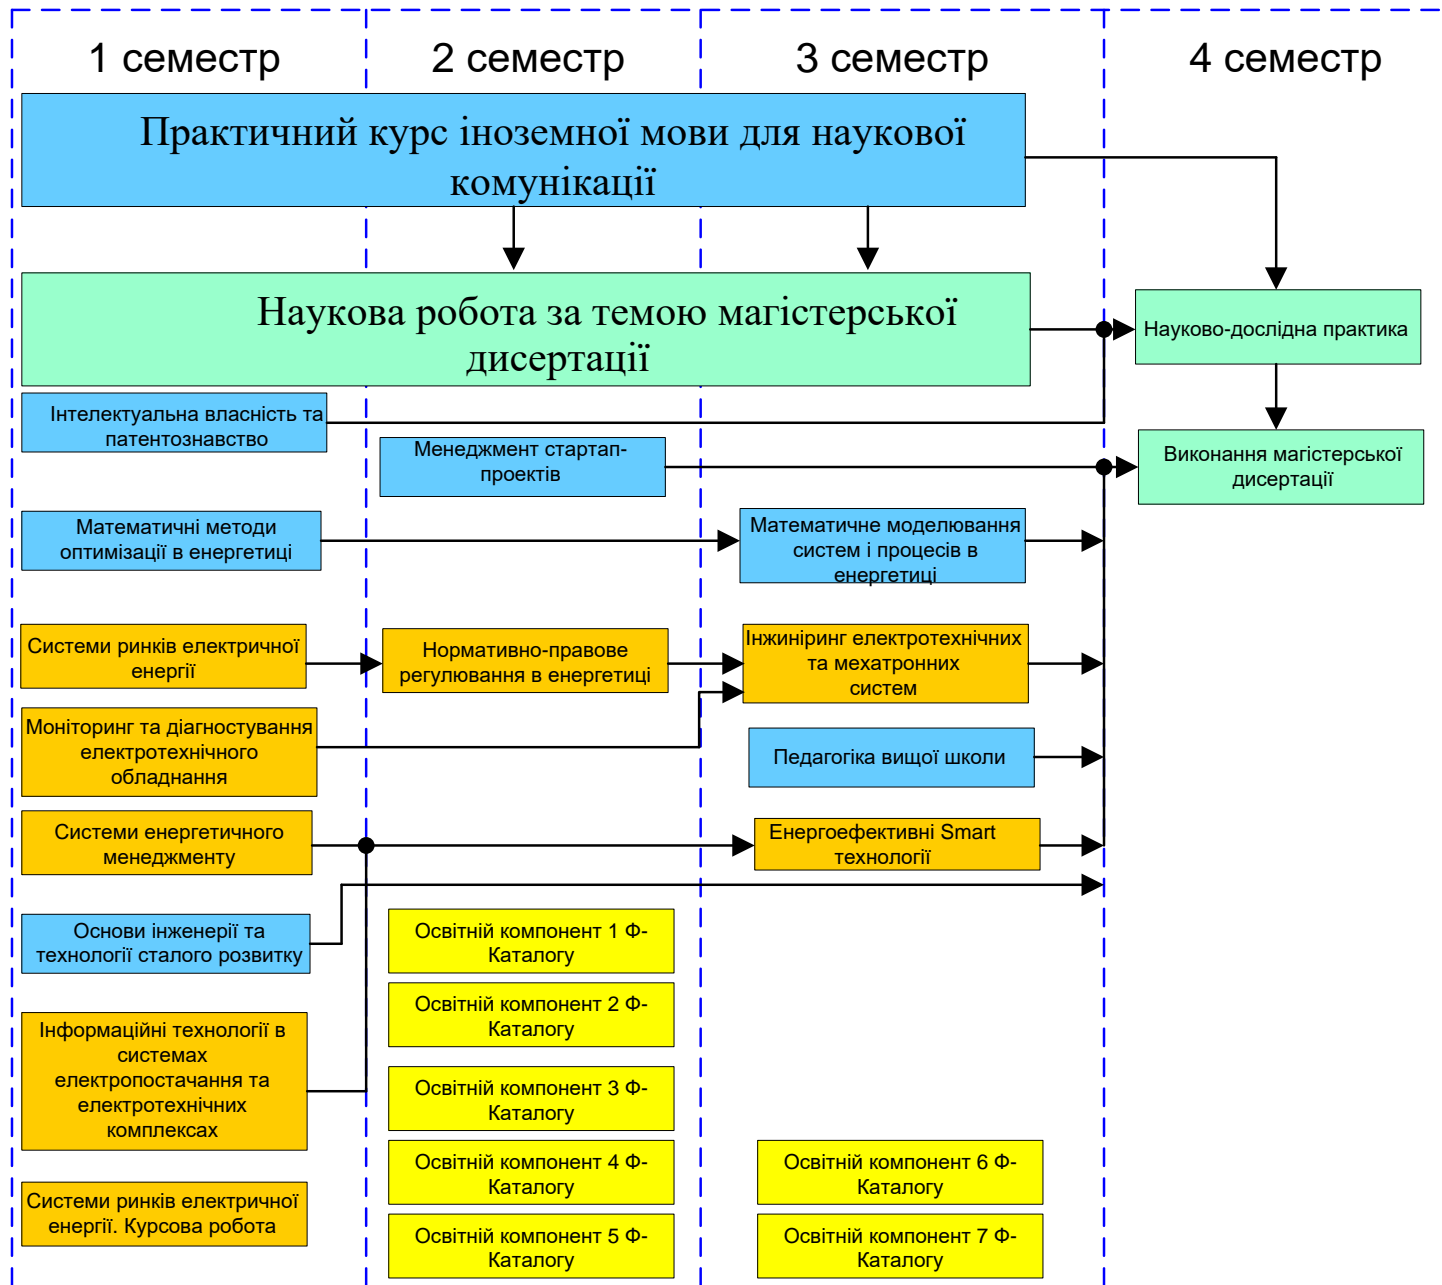 1 семестр
2 семестр
3 семестр
4 семестр
Практичний курс іноземної мови для наукової
комунікації
Наукова робота за темою магістерської
дисертації
Науково-дослідна практика
Інтелектуальна власність та
патентознавство
Менеджмент стартап-
проектів
Виконання магістерської
дисертації
Математичні методи
оптимізації в енергетиці
Математичне моделювання
систем і процесів в
енергетиці
Системи ринків електричної
енергії
Нормативно-правове
регулювання в енергетиці
Інжиніринг електротехнічних
та мехатронних
систем
Моніторинг та діагностування
електротехнічного
обладнання
Педагогіка вищої школи
Системи енергетичного
менеджменту
Енергоефективні Smart
технології
Основи інженерії та
технології сталого розвитку
Освітній компонент 1 Ф-
Каталогу
Освітній компонент 2 Ф-
Каталогу
Інформаційні технології в
системах
електропостачання та
електротехнічних
комплексах
Освітній компонент 3 Ф-
Каталогу
Освітній компонент 4 Ф-
Каталогу
Освітній компонент 6 Ф-
Каталогу
Системи ринків електричної
енергії. Курсова робота
Освітній компонент 5 Ф-
Каталогу
Освітній компонент 7 Ф-
Каталогу